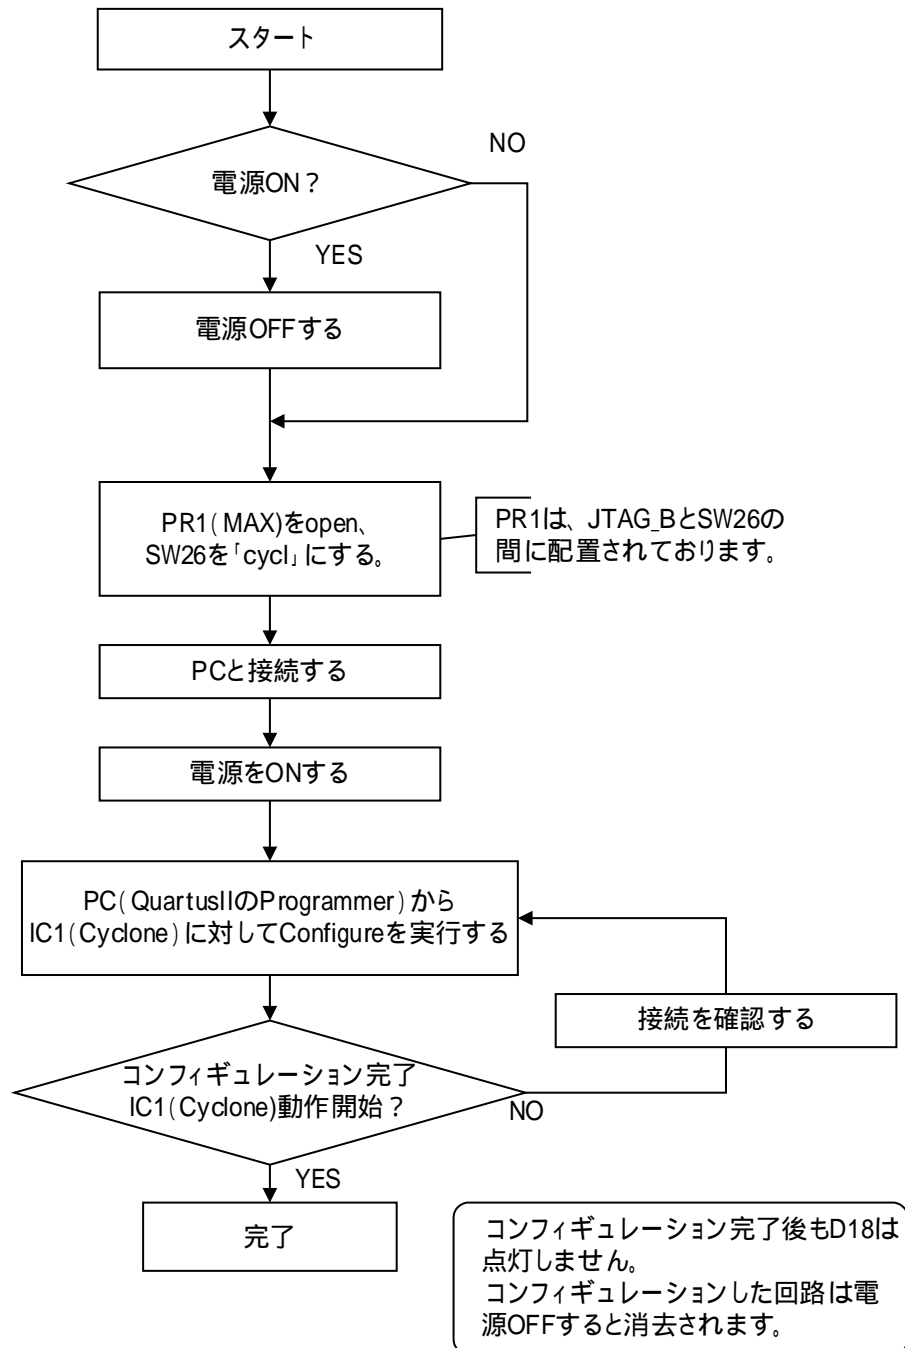 スタート
NO
電源ON?
YES
電源OFFする
PR1(MAX)をopen、
SW26を「cycl」にする。
PR1は、JTAG_BとSW26の
間に配置されております。
PCと接続する
電源をONする
PC(QuartusIIのProgrammer)から
IC1(Cyclone)に対してConfigureを実行する
接続を確認する
コンフィギュレーション完了
IC1(Cyclone)動作開始?
NO
YES
完了
コンフィギュレーション完了後もD18は
点灯しません。
コンフィギュレーションした回路は電
源OFFすると消去されます。